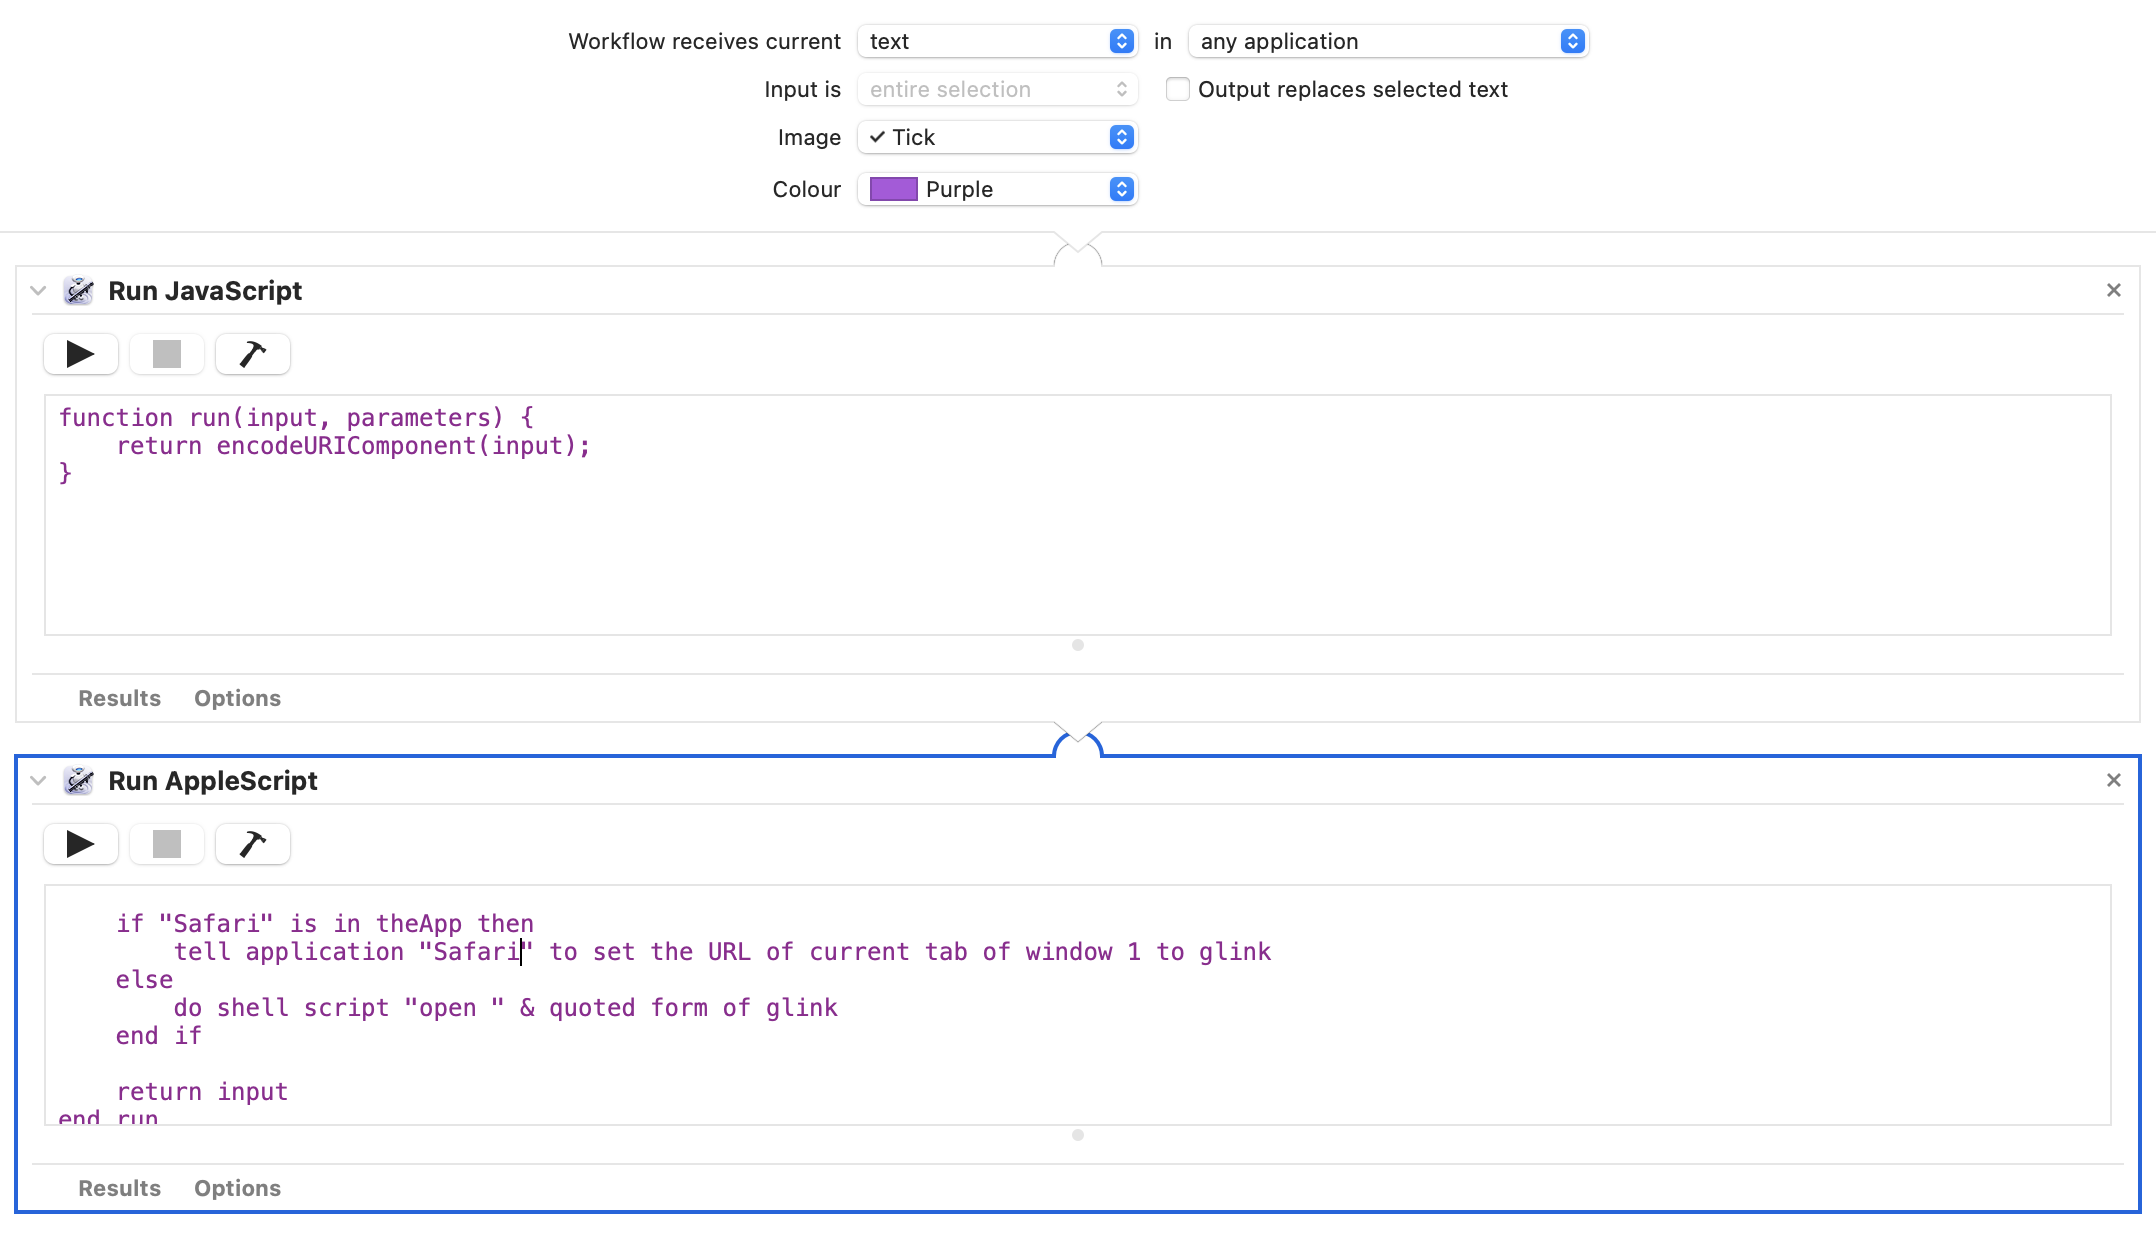 Workflow receives current text in any application
Input is entire selection Output replaces selected text
Image ✓ Tick
Colour Purple
Run JavaScript
function run(input, parameters) {
    return encodeURIComponent(input);
}
Results Options
Run AppleScript
    if "Safari" is in theApp then
        tell application "Safari" to set the URL of current tab of window 1 to glink
    else
        do shell script "open " & quoted form of glink
    end if
    return input
end run
Results Options